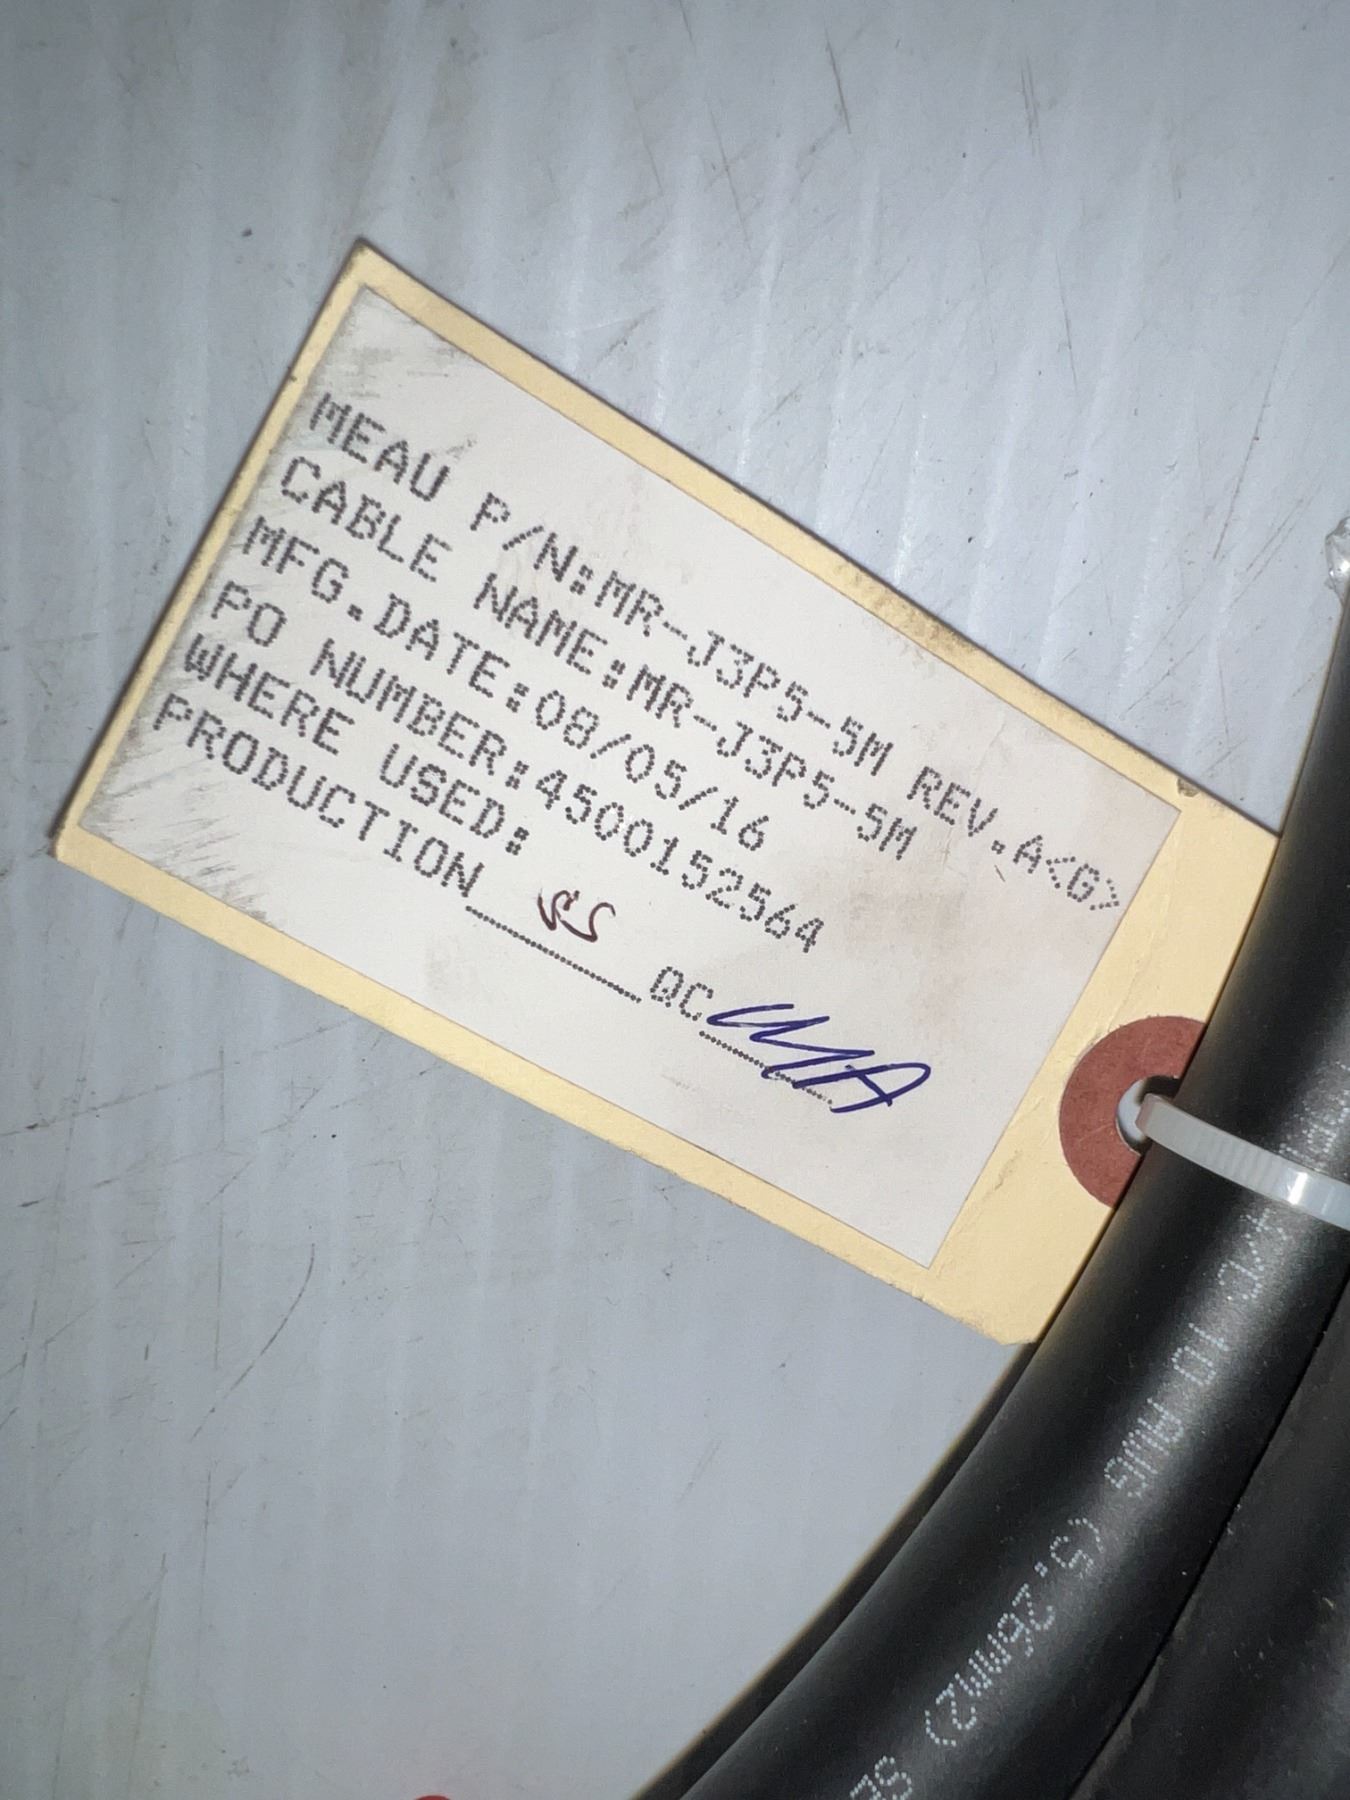 MEAU P/N:MR-J3P5-5M REV.A<G>
CABLE NAME:MR-J3P5-5M
MFG.DATE:08/05/16
PO NUMBER:4500152564
WHERE USED:
PRODUCTION SS QC
10 AWG (5.26MM2)